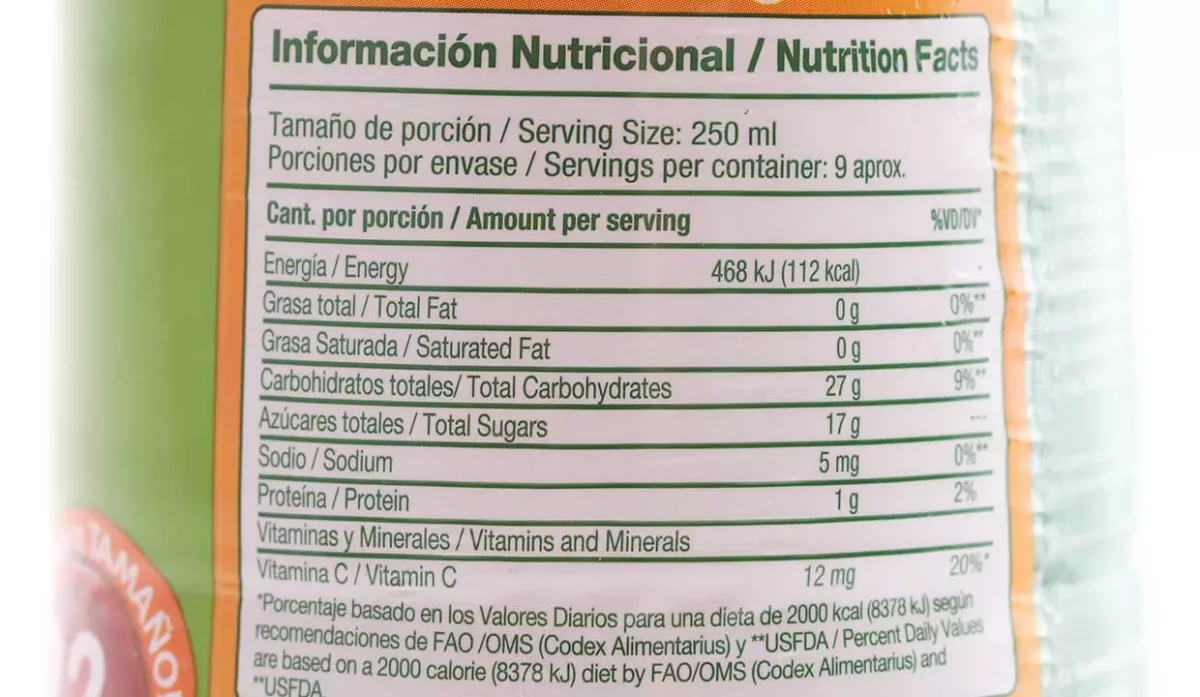 Información Nutricional / Nutrition Facts
Tamaño de porción / Serving Size: 250 ml
Porciones por envase / Servings per container: 9 aprox.
Cant. por porción / Amount per serving %VD/DV*
Energía / Energy 468 kJ (112 kcal) -
Grasa total / Total Fat 0 g 0%**
Grasa Saturada / Saturated Fat 0 g 0%**
Carbohidratos totales/ Total Carbohydrates 27 g 9%**
Azúcares totales / Total Sugars 17 g ---
Sodio / Sodium 5 mg 0%**
Proteína / Protein 1 g 2%
Vitaminas y Minerales / Vitamins and Minerals
Vitamina C / Vitamin C 12 mg 20%*
*Porcentaje basado en los Valores Diarios para una dieta de 2000 kcal (8378 kJ) según
recomendaciones de FAO /OMS (Codex Alimentarius) y **USFDA / Percent Daily Values
are based on a 2000 calorie (8378 kJ) diet by FAO/OMS (Codex Alimentarius) and
**USFDA
TAMAÑO
2